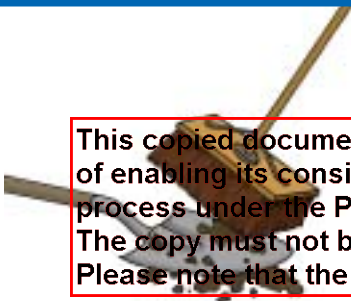 This copied docume
of enabling its consi
process under the P
The copy must not b
Please note that the